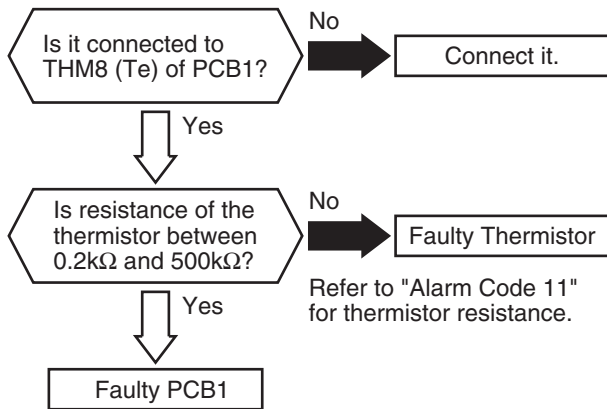 Is it connected to
THM8 (Te) of PCB1?
No
Connect it.
Yes
Is resistance of the
thermistor between
0.2kΩ and 500kΩ?
No
Faulty Thermistor
Refer to "Alarm Code 11"
for thermistor resistance.
Yes
Faulty PCB1